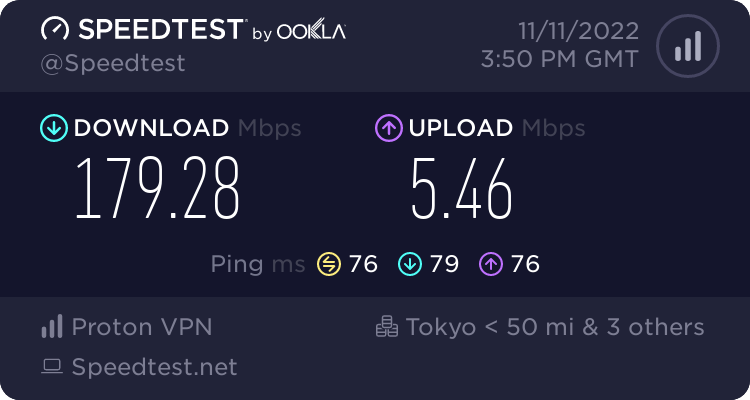 SPEEDTEST® by OOKLA®
11/11/2022
@Speedtest
3:50 PM GMT
DOWNLOAD Mbps
UPLOAD Mbps
179.28
5.46
Ping ms 76 79 76
Proton VPN
Tokyo < 50 mi & 3 others
Speedtest.net